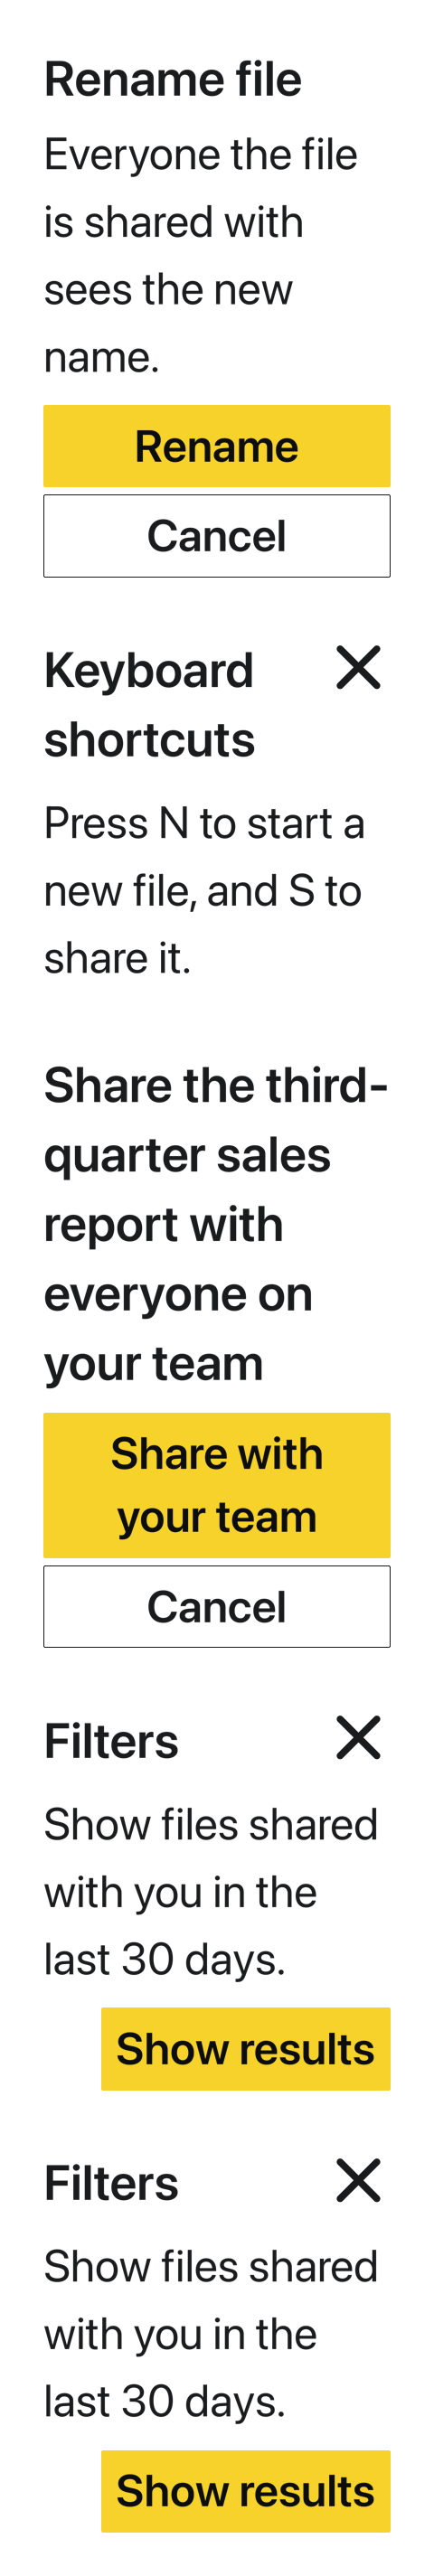 Rename file
Everyone the file
is shared with
sees the new
name.
Rename
Cancel
Keyboard
shortcuts
Press N to start a
new file, and S to
share it.
Share the third-
quarter sales
report with
everyone on
your team
Share with
your team
Cancel
Filters
Show files shared
with you in the
last 30 days.
Show results
Filters
Show files shared
with you in the
last 30 days.
Show results